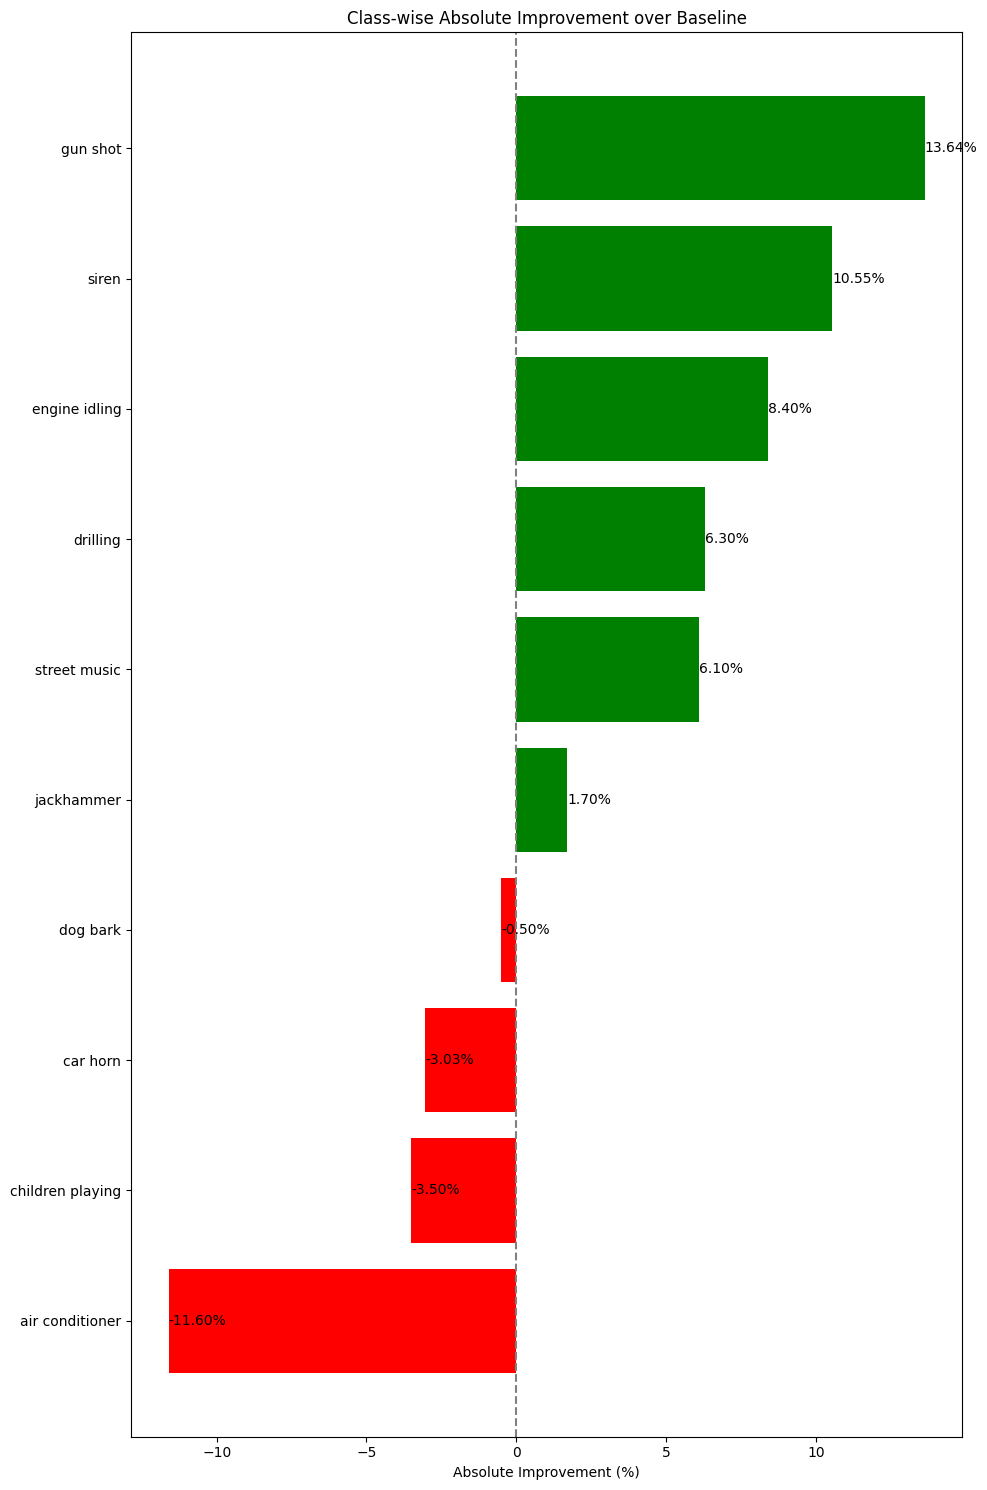 Class-wise Absolute Improvement over Baseline
gun shot
13.64%
siren
10.55%
engine idling
8.40%
drilling
6.30%
street music
6.10%
jackhammer
1.70%
dog bark
-0.50%
car horn
-3.03%
children playing
-3.50%
air conditioner
-11.60%
−10
−5
0
5
10
Absolute Improvement (%)